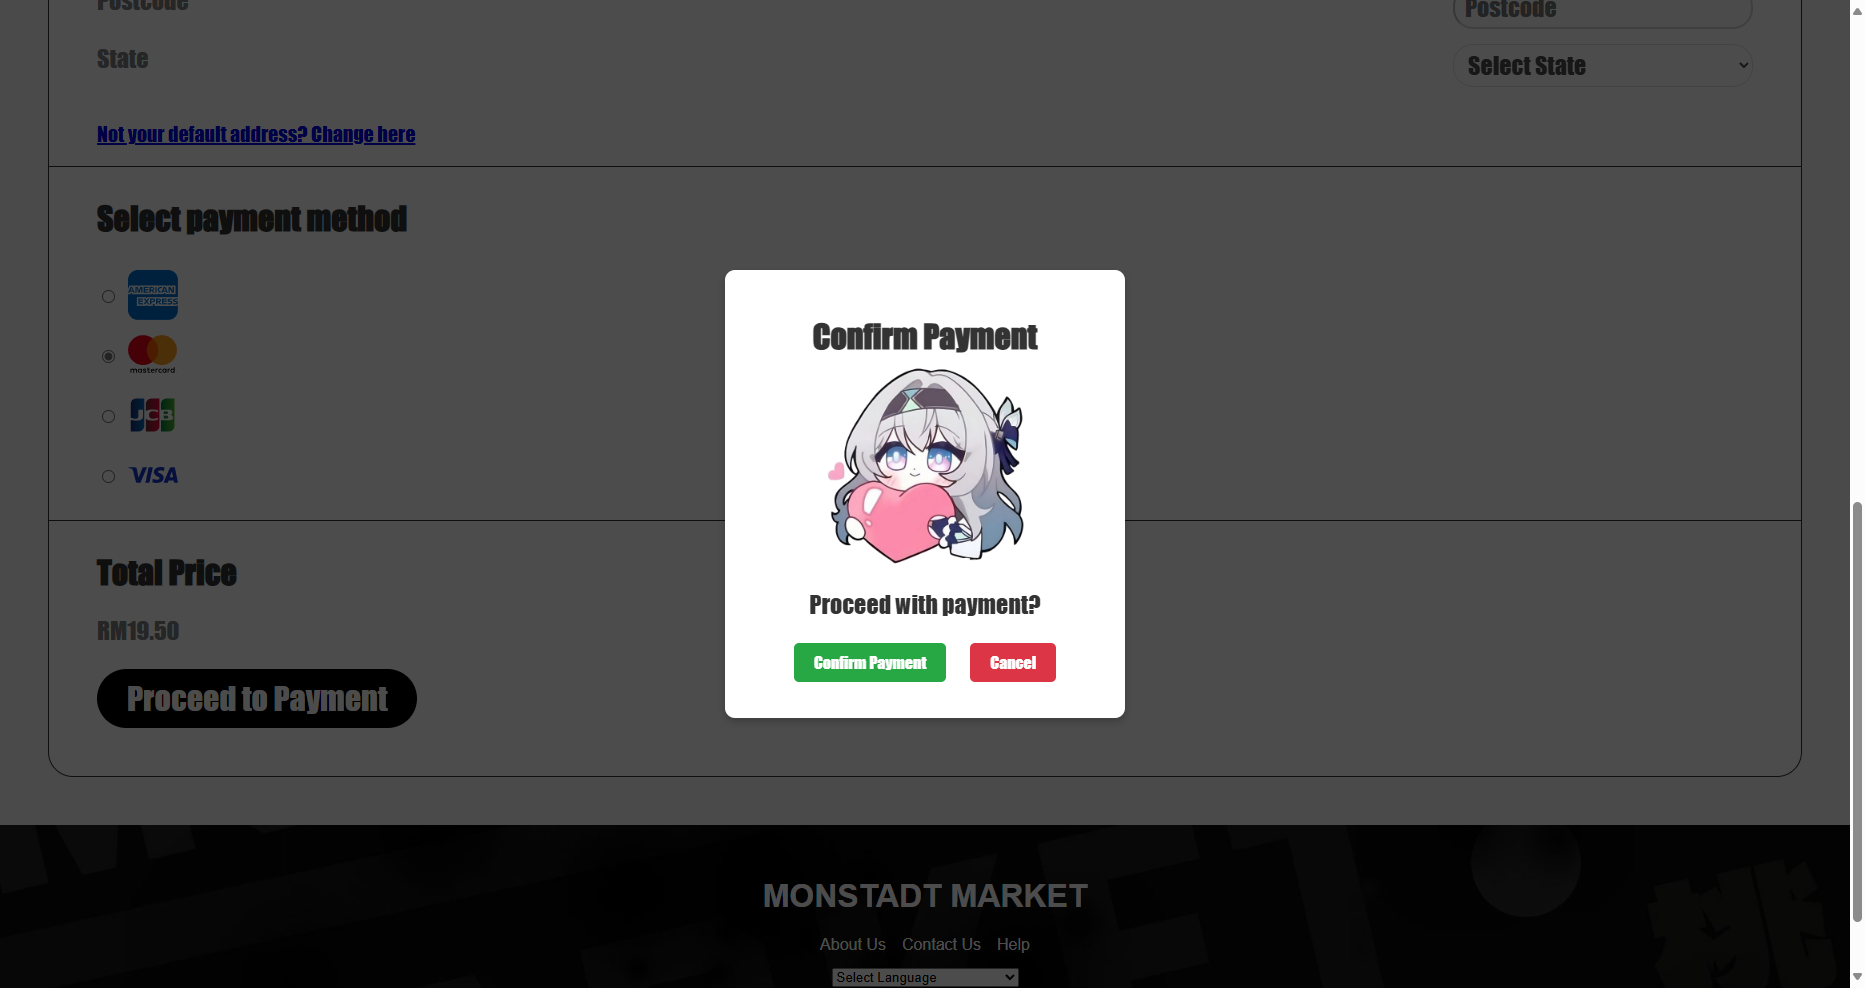 Postcode
Postcode
State
Select State
Not your default address? Change here
Select payment method
AMERICAN
EXPRESS
mastercard
JCB
VISA
Total Price
RM19.50
Proceed to Payment
Confirm Payment
Proceed with payment?
Confirm Payment
Cancel
MONSTADT MARKET
About Us Contact Us Help
Select Language
挑